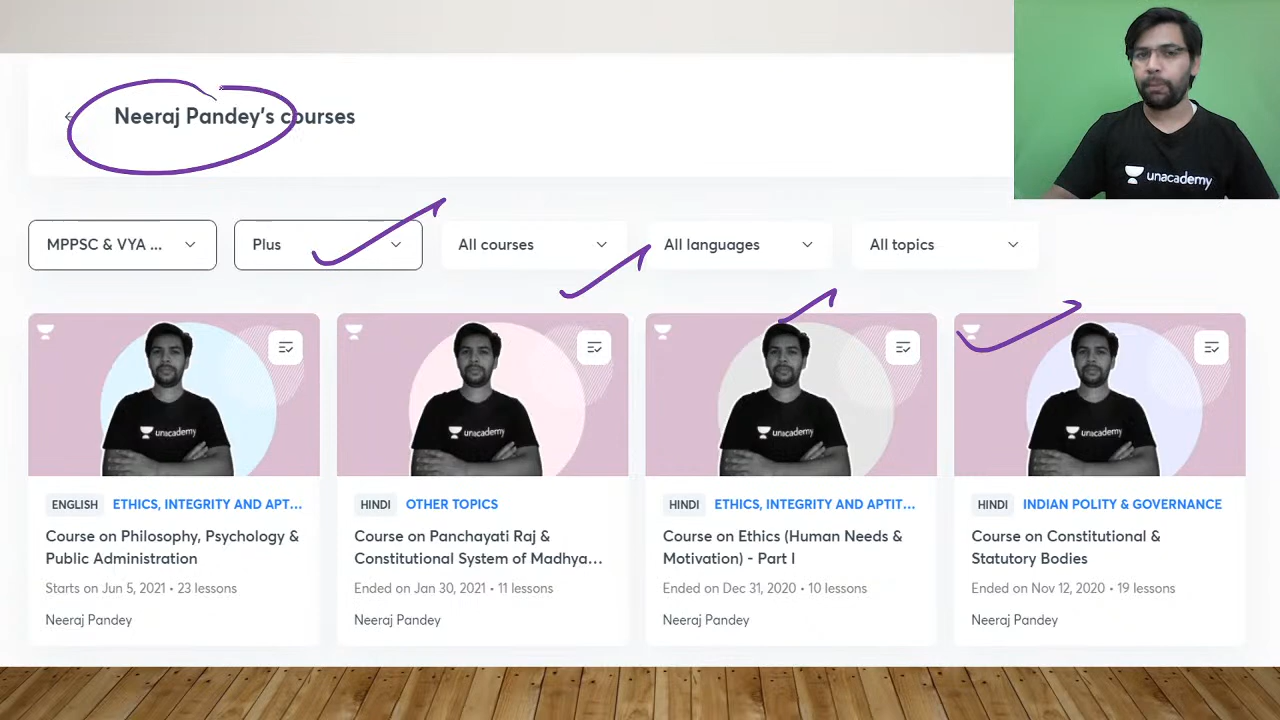 Neeraj Pandey's courses
unacademy
MPPSC & VYA ...
Plus
All courses
All languages
All topics
unacademy
unacademy
unacademy
unacademy
ENGLISH ETHICS, INTEGRITY AND APT...
Course on Philosophy, Psychology &
Public Administration
Starts on Jun 5, 2021 • 23 lessons
Neeraj Pandey
HINDI OTHER TOPICS
Course on Panchayati Raj &
Constitutional System of Madhya...
Ended on Jan 30, 2021 • 11 lessons
Neeraj Pandey
HINDI ETHICS, INTEGRITY AND APTIT...
Course on Ethics (Human Needs &
Motivation) - Part I
Ended on Dec 31, 2020 • 10 lessons
Neeraj Pandey
HINDI INDIAN POLITY & GOVERNANCE
Course on Constitutional &
Statutory Bodies
Ended on Nov 12, 2020 • 19 lessons
Neeraj Pandey